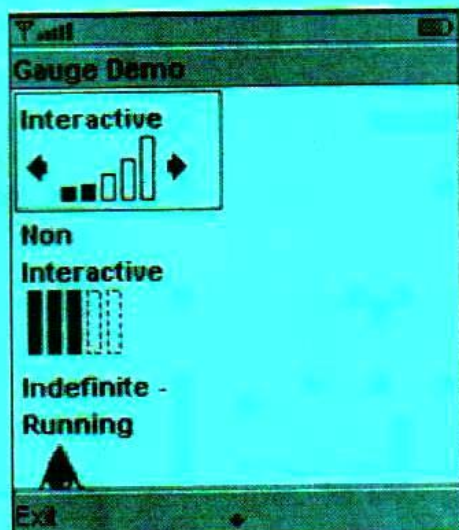 Gauge Demo
Interactive
Non
Interactive
Indefinite -
Running
Exit